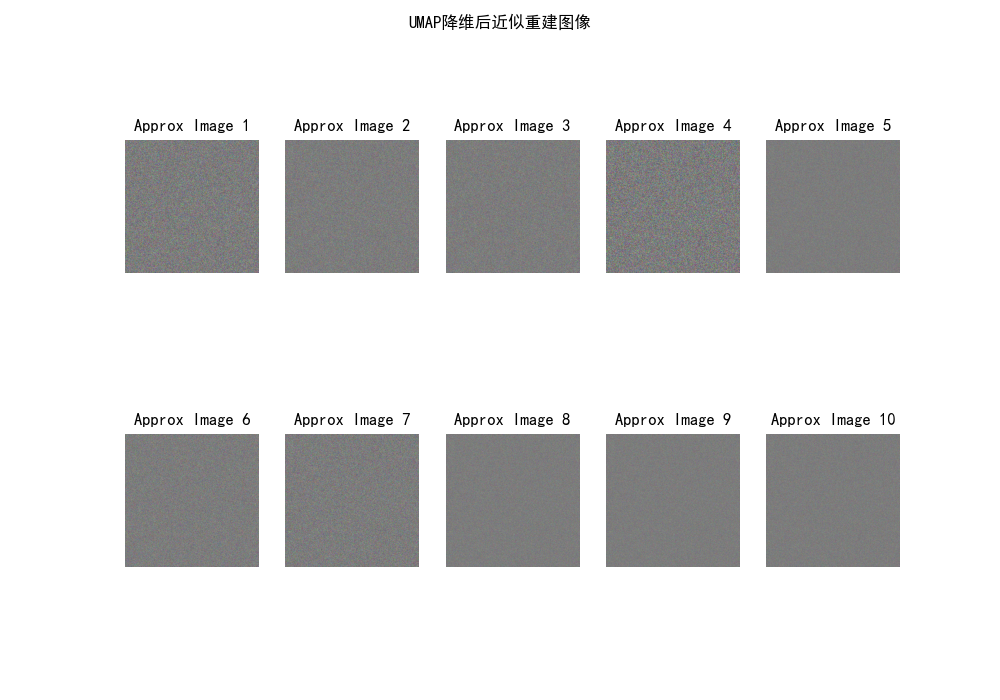 UMAP降维后近似重建图像
Approx Image 1
Approx Image 2
Approx Image 3
Approx Image 4
Approx Image 5
Approx Image 6
Approx Image 7
Approx Image 8
Approx Image 9
Approx Image 10